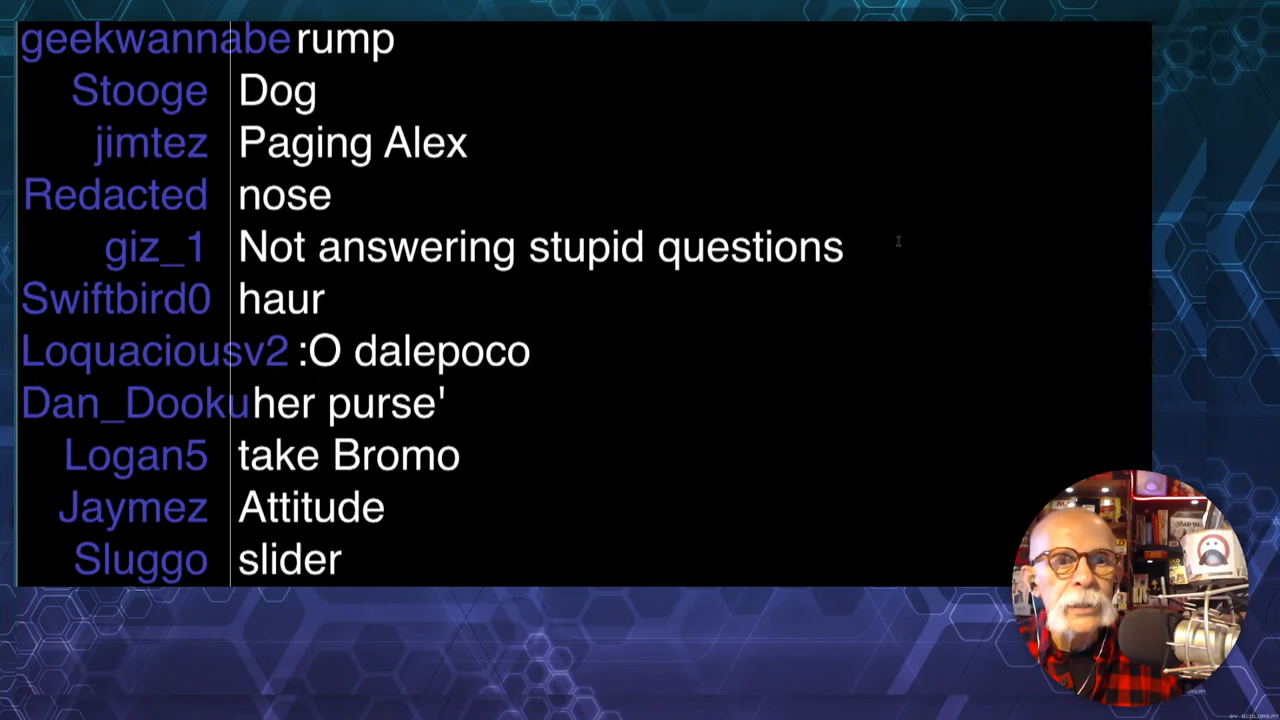 geekwannabe rump
Stooge Dog
jimtez Paging Alex
Redacted nose
giz_1 Not answering stupid questions
Swiftbird0 haur
Loquaciousv2 :O dalepoco
Dan_Dooku her purse'
Logan5 take Bromo
Jaymez Attitude
Sluggo slider